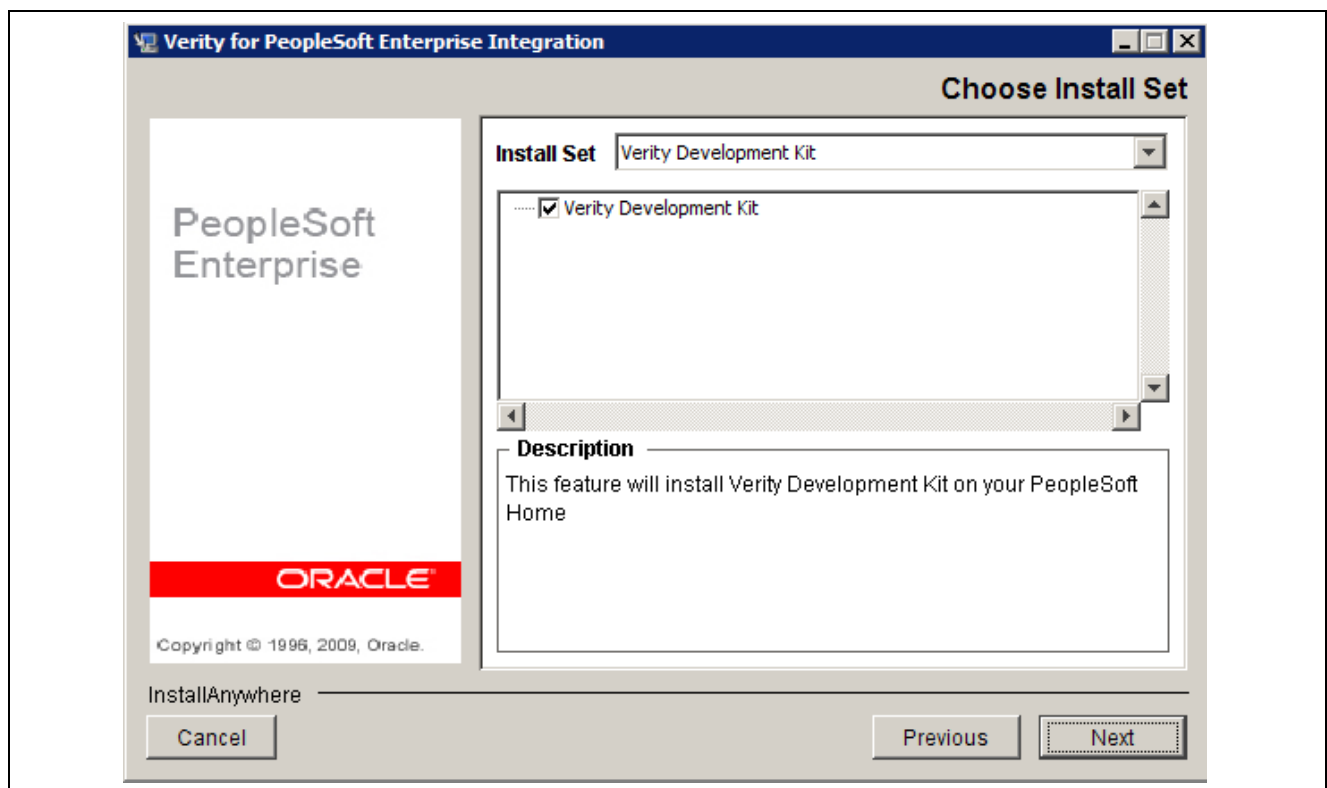 Verity for PeopleSoft Enterprise Integration
Choose Install Set
PeopleSoft
Enterprise
ORACLE
Copyright © 1996, 2009, Oracle.
Install Set Verity Development Kit
Verity Development Kit
Description
This feature will install Verity Development Kit on your PeopleSoft
Home
InstallAnywhere
Cancel Previous Next